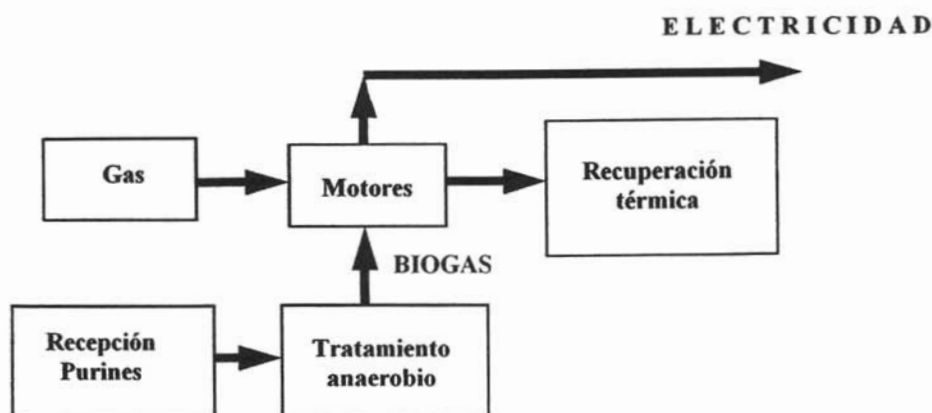 ELECTRICIDAD
Gas
Motores
Recuperación
térmica
BIOGAS
Recepción
Purines
Tratamiento
anaerobio